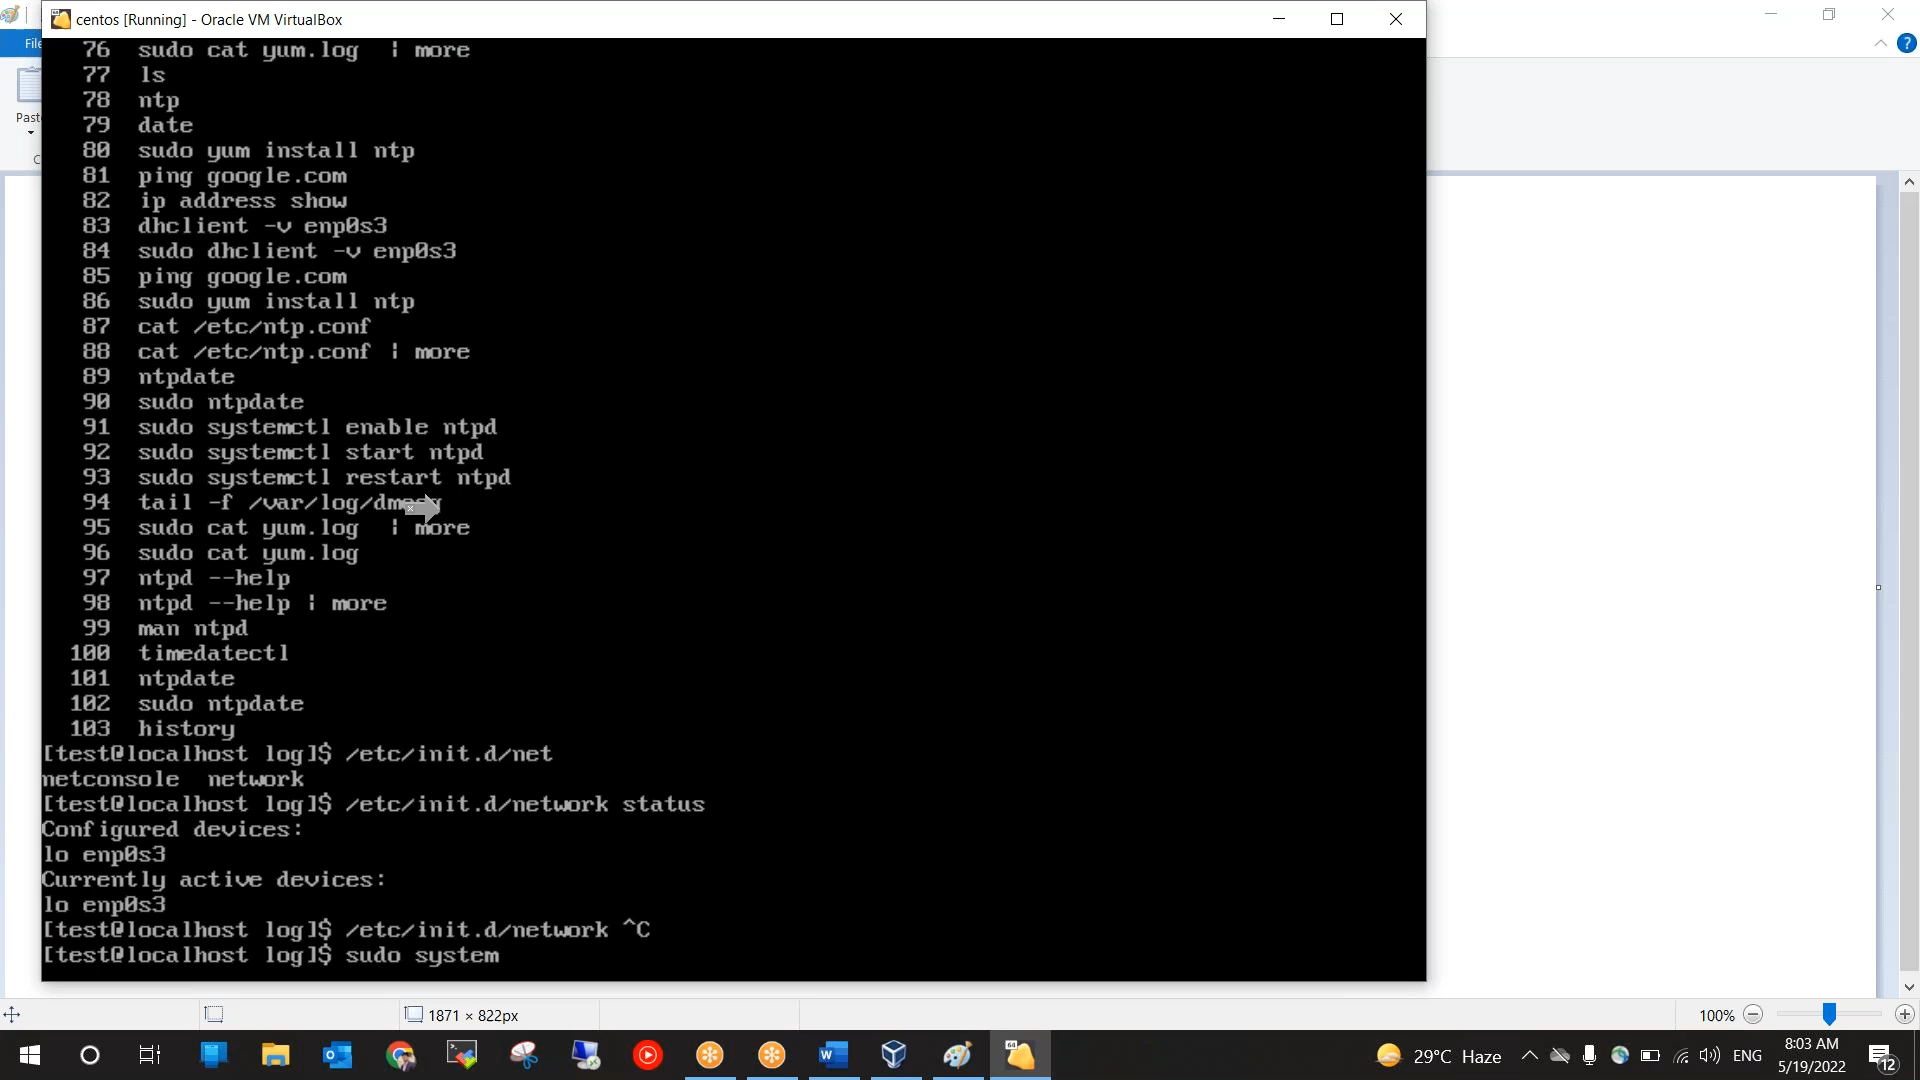 centos [Running] - Oracle VM VirtualBox
File
Past
C
76 sudo cat yum.log | more
77 ls
78 ntp
79 date
80 sudo yum install ntp
81 ping google.com
82 ip address show
83 dhclient -v enp0s3
84 sudo dhclient -v enp0s3
85 ping google.com
86 sudo yum install ntp
87 cat /etc/ntp.conf
88 cat /etc/ntp.conf | more
89 ntpdate
90 sudo ntpdate
91 sudo systemctl enable ntpd
92 sudo systemctl start ntpd
93 sudo systemctl restart ntpd
94 tail -f
95 sudo cat yum.log | more
96 sudo cat yum.log
97 ntpd --help
98 ntpd --help | more
99 man ntpd
100 timedatectl
101 ntpdate
102 sudo ntpdate
103 history
[test@localhost log]$ /etc/init.d/net
netconsole network
[test@localhost log]$ /etc/init.d/network status
Configured devices:
lo enp0s3
Currently active devices:
lo enp0s3
[test@localhost log]$ /etc/init.d/network ^C
[test@localhost log]$ sudo system
1871 × 822px
100%
29°C Haze
ENG
8:03 AM
5/19/2022
12